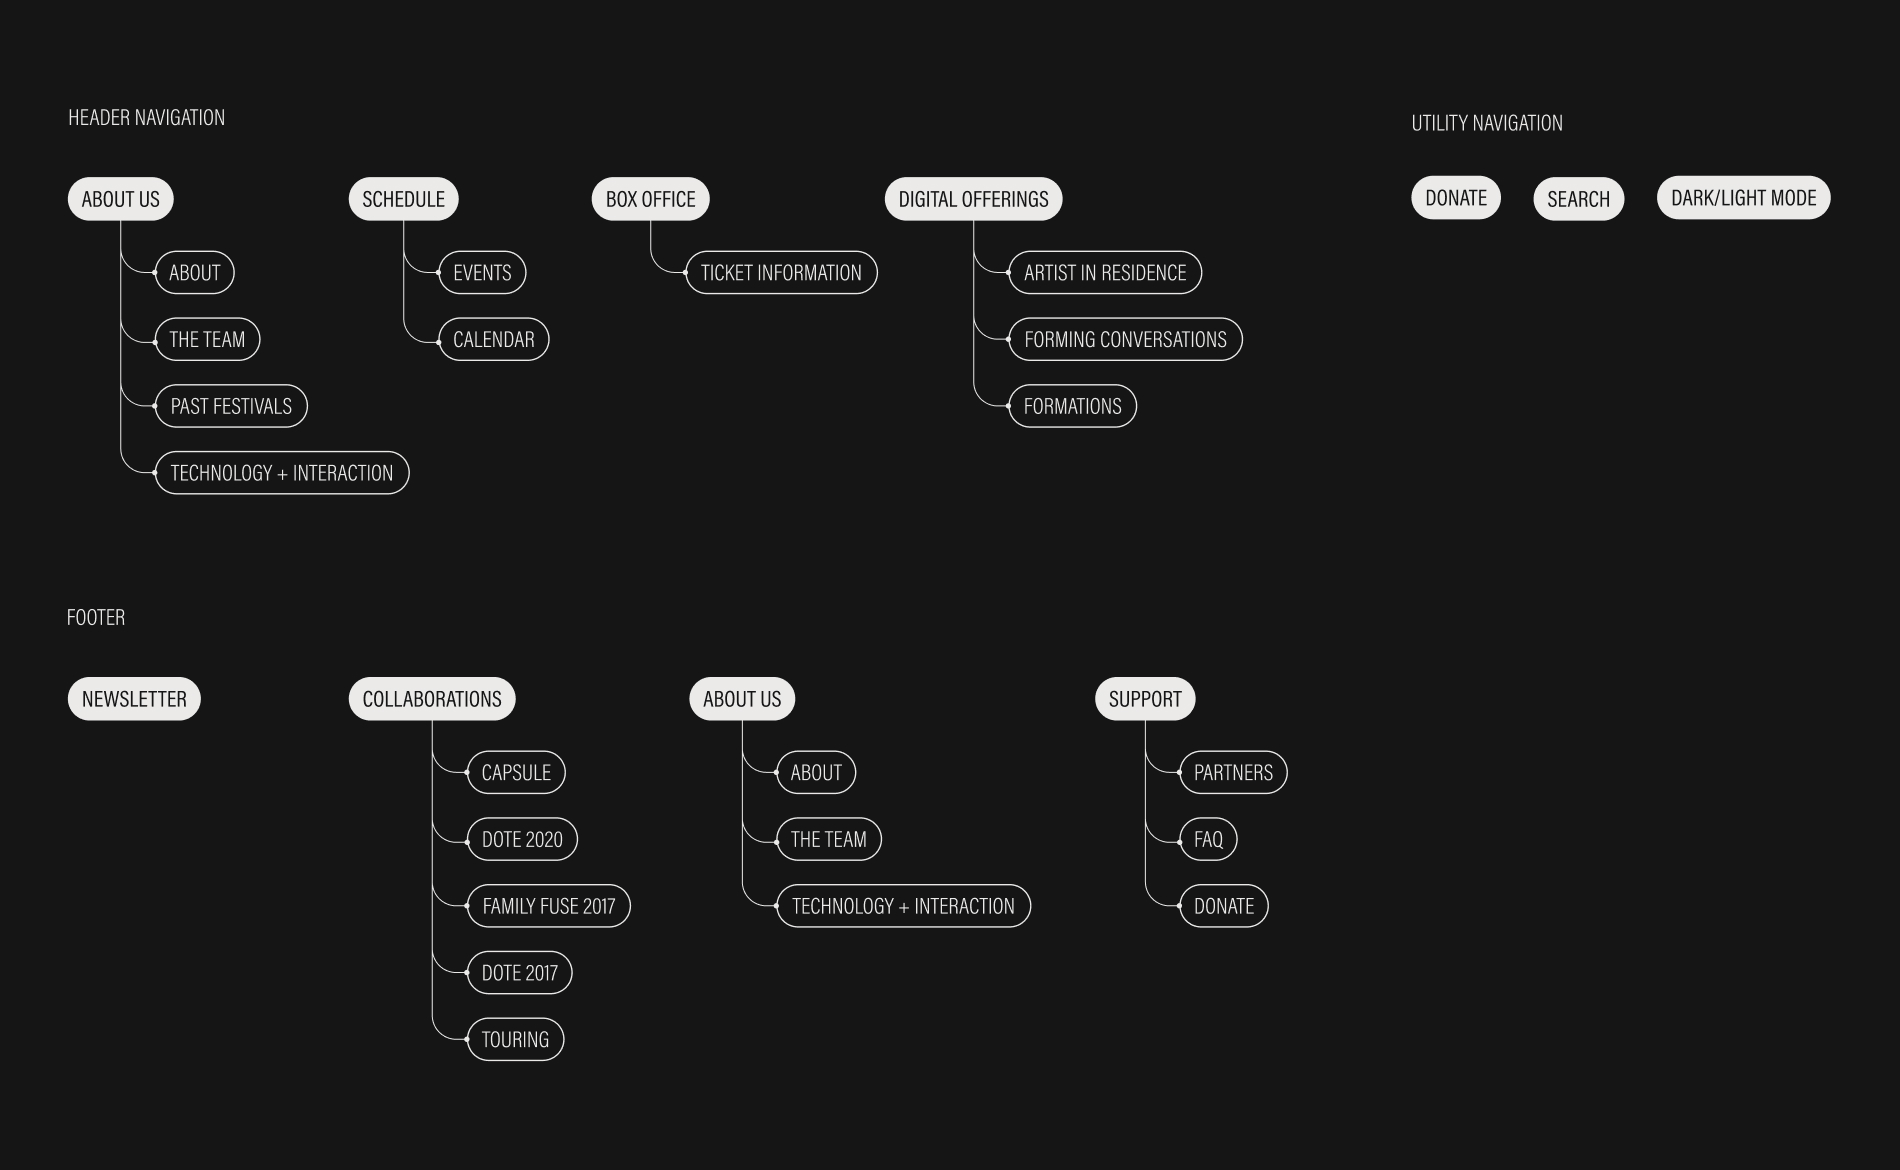 HEADER NAVIGATION
ABOUT US
ABOUT
THE TEAM
PAST FESTIVALS
TECHNOLOGY + INTERACTION
SCHEDULE
EVENTS
CALENDAR
BOX OFFICE
TICKET INFORMATION
DIGITAL OFFERINGS
ARTIST IN RESIDENCE
FORMING CONVERSATIONS
FORMATIONS
UTILITY NAVIGATION
DONATE
SEARCH
DARK/LIGHT MODE
FOOTER
NEWSLETTER
COLLABORATIONS
CAPSULE
DOTE 2020
FAMILY FUSE 2017
DOTE 2017
TOURING
ABOUT US
ABOUT
THE TEAM
TECHNOLOGY + INTERACTION
SUPPORT
PARTNERS
FAQ
DONATE